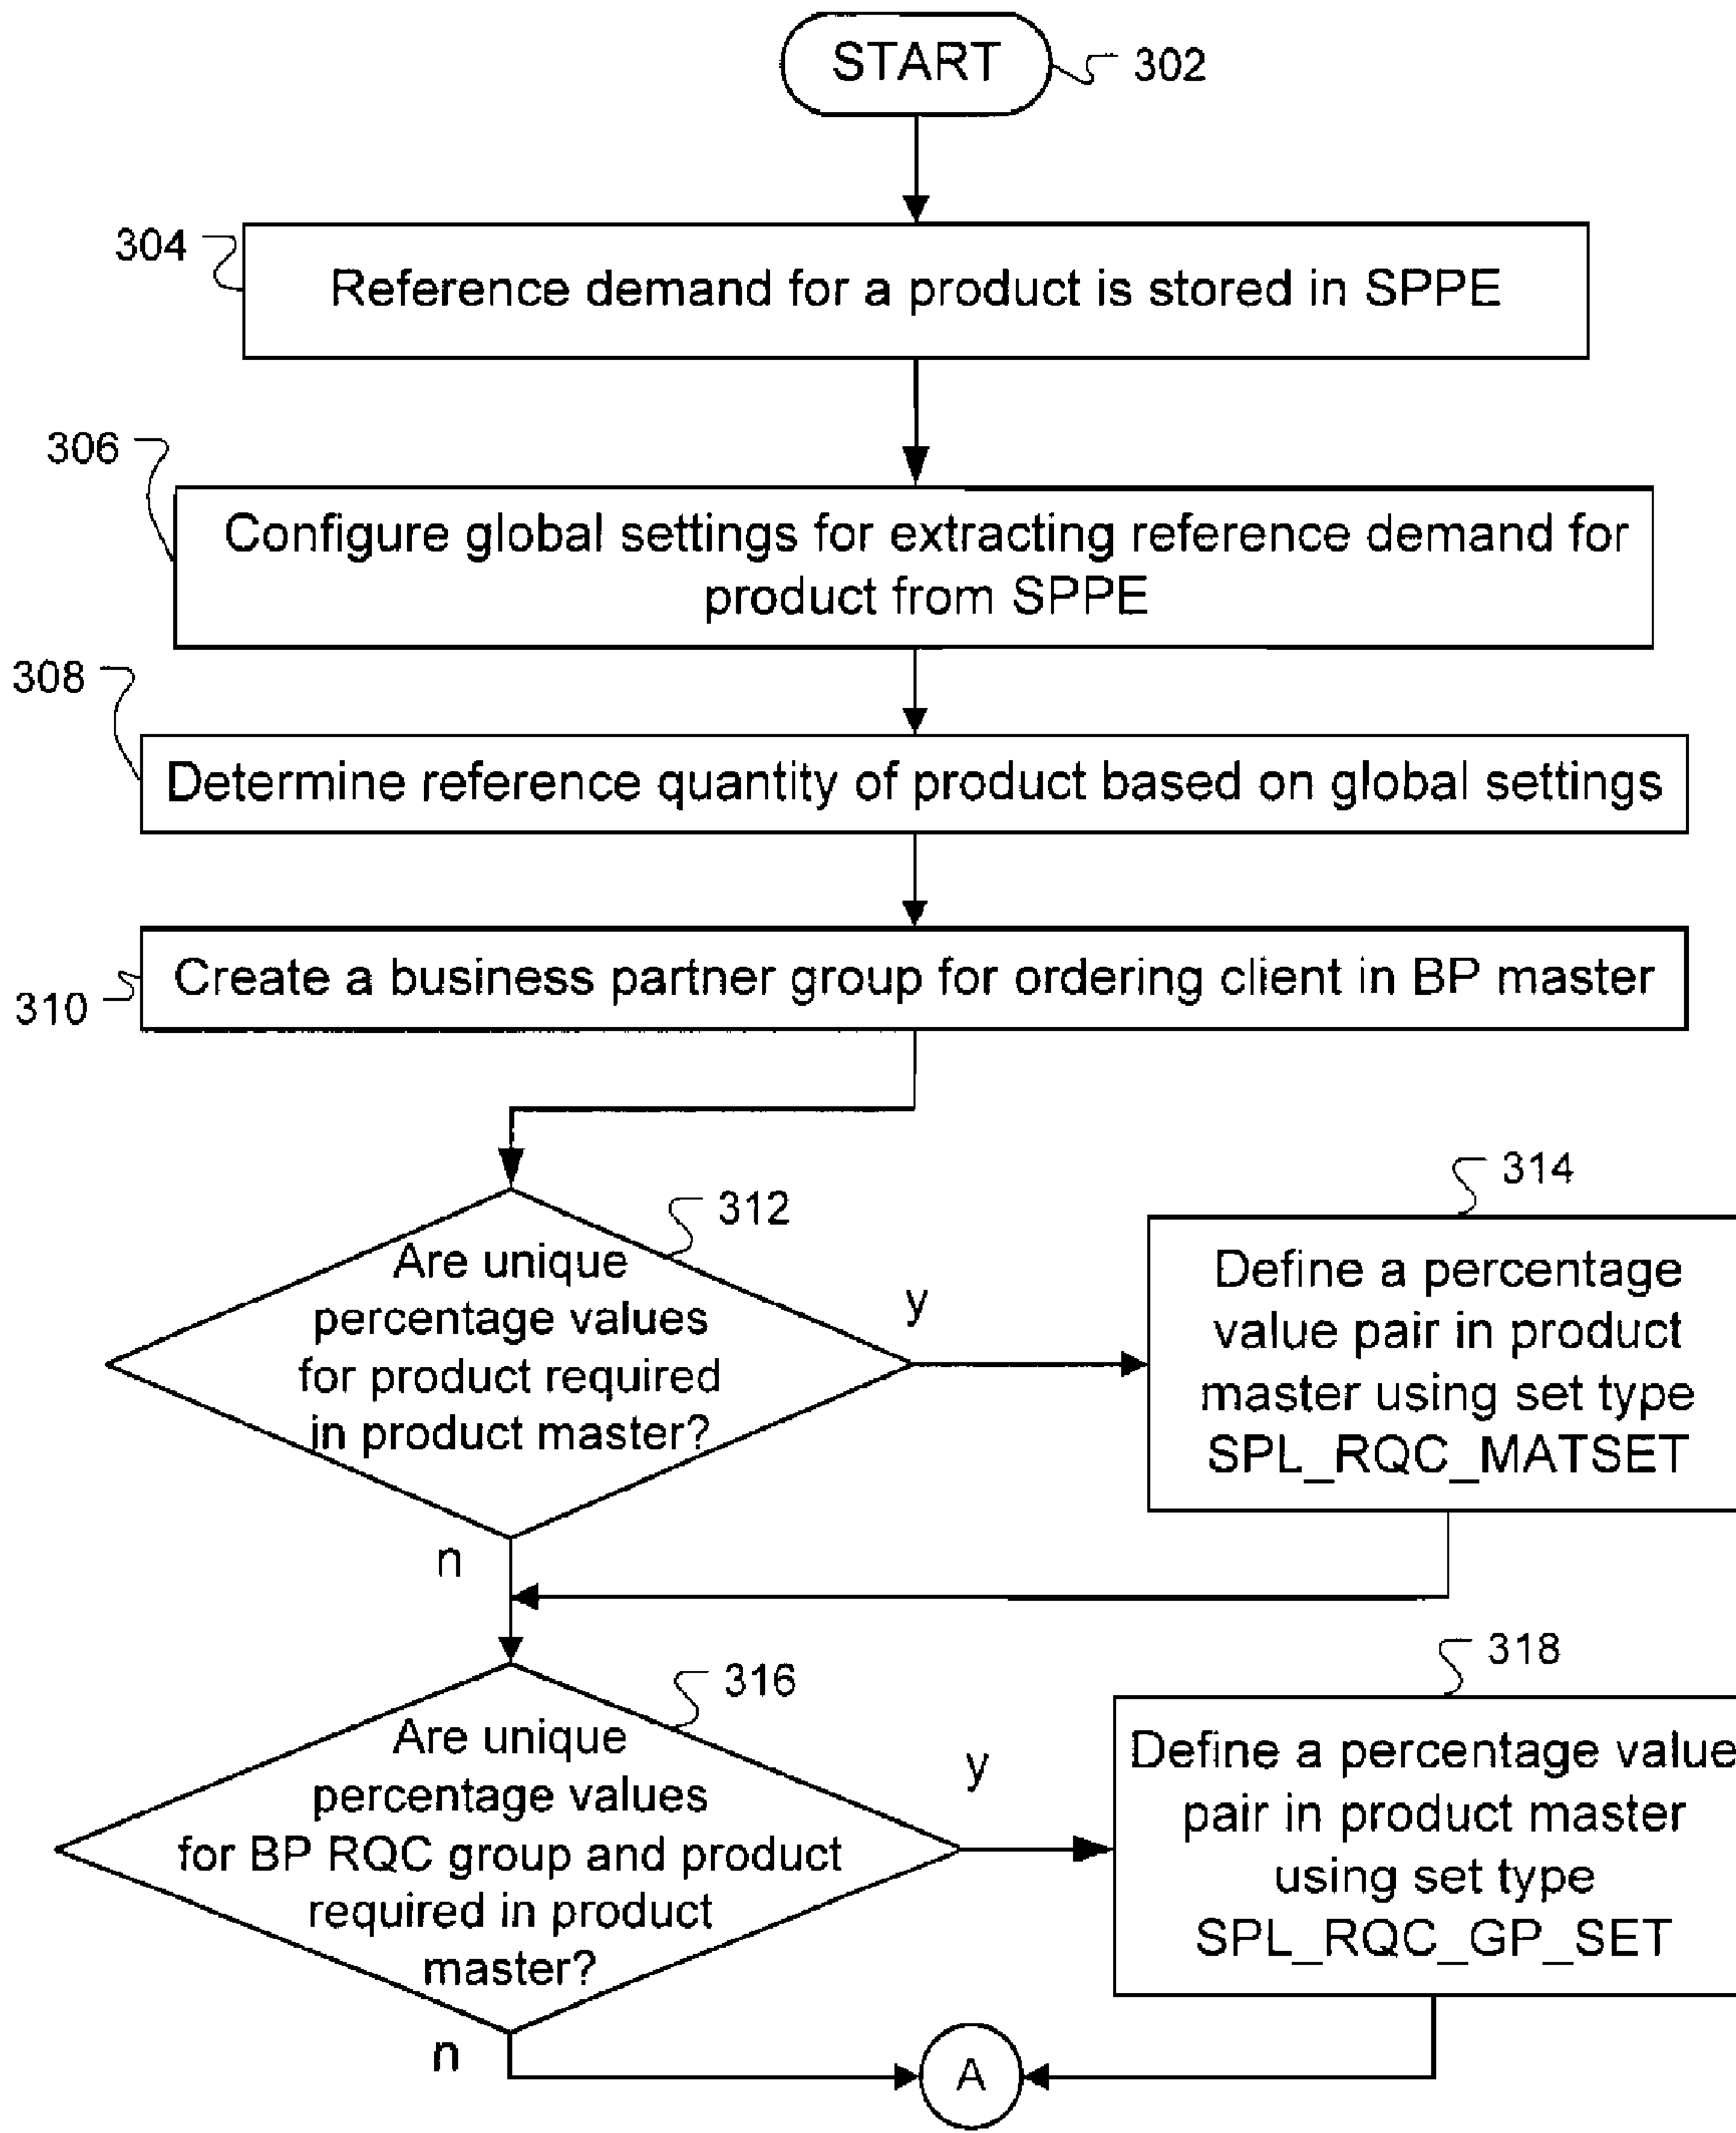 START
302
304
Reference demand for a product is stored in SPPE
306
Configure global settings for extracting reference demand for
product from SPPE
308
Determine reference quantity of product based on global settings
310
Create a business partner group for ordering client in BP master
312
Are unique
percentage values
for product required
in product master?
y
n
314
Define a percentage
value pair in product
master using set type
SPL_RQC_MATSET
316
Are unique
percentage values
for BP RQC group and product
required in product
master?
y
n
318
Define a percentage value
pair in product master
using set type
SPL_RQC_GP_SET
A